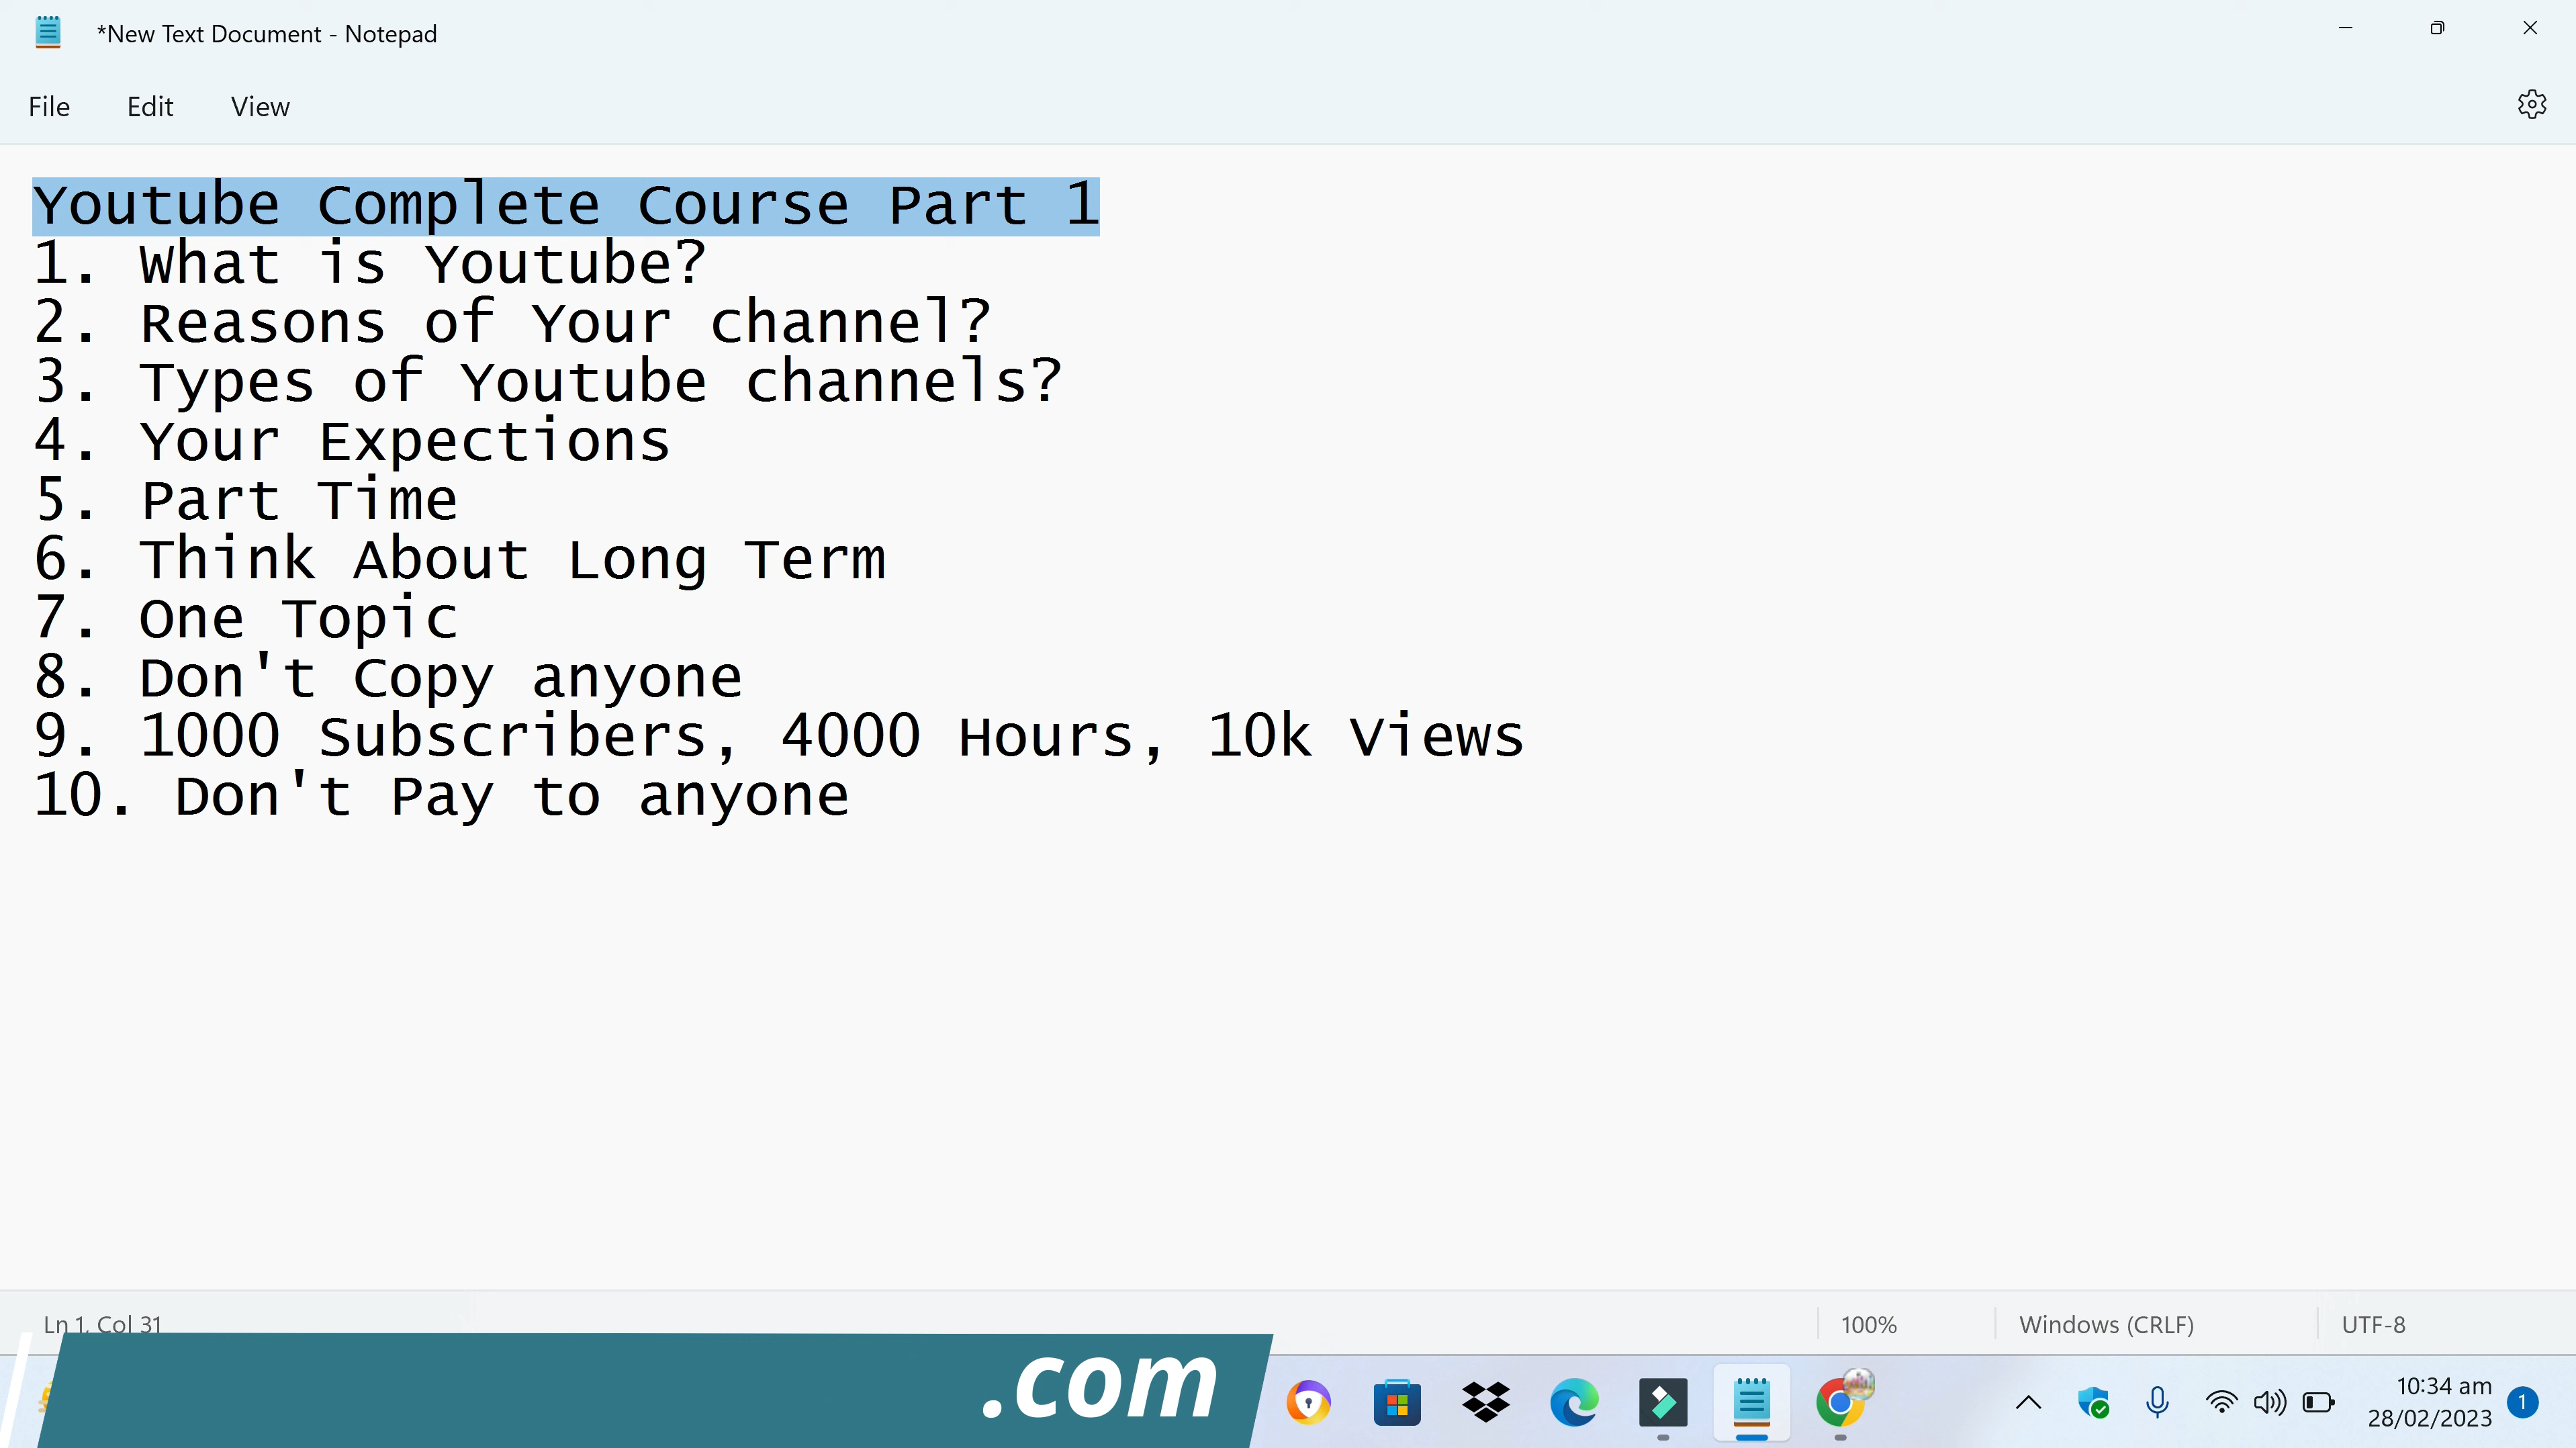 *New Text Document - Notepad
File Edit View
Youtube Complete Course Part 1
1. What is Youtube?
2. Reasons of Your channel?
3. Types of Youtube channels?
4. Your Expections
5. Part Time
6. Think About Long Term
7. One Topic
8. Don't Copy anyone
9. 1000 Subscribers, 4000 Hours, 10k Views
10. Don't Pay to anyone
Ln 1, Col 31 100% Windows (CRLF) UTF-8
.com
10:34 am
28/02/2023 1